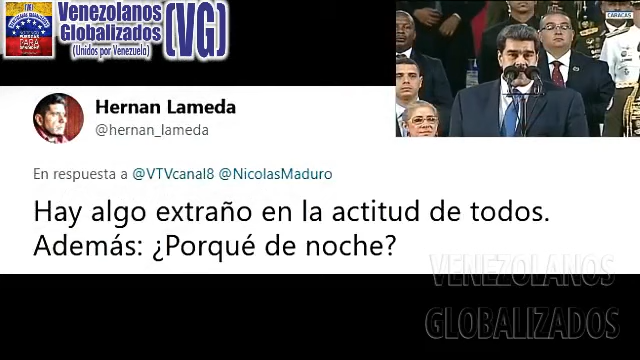 Venezolanos
Globalizados
(Unidos por Venezuela)
(VG)
CARACAS
Hernan Lameda
@hernan_lameda
En respuesta a @VTVcanal8 @NicolasMaduro
Hay algo extraño en la actitud de todos.
Además: ¿Porqué de noche?
VENEZOLANOS
GLOBALIZADOS